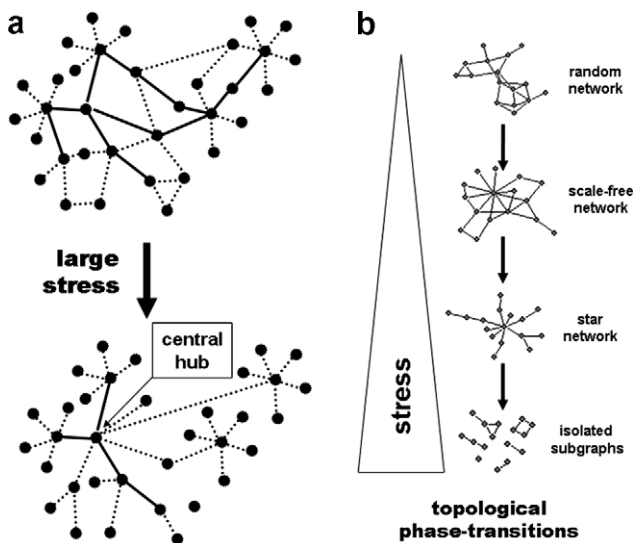 a
large
stress
central
hub
b
random
network
scale-free
network
star
network
isolated
subgraphs
stress
topological
phase-transitions